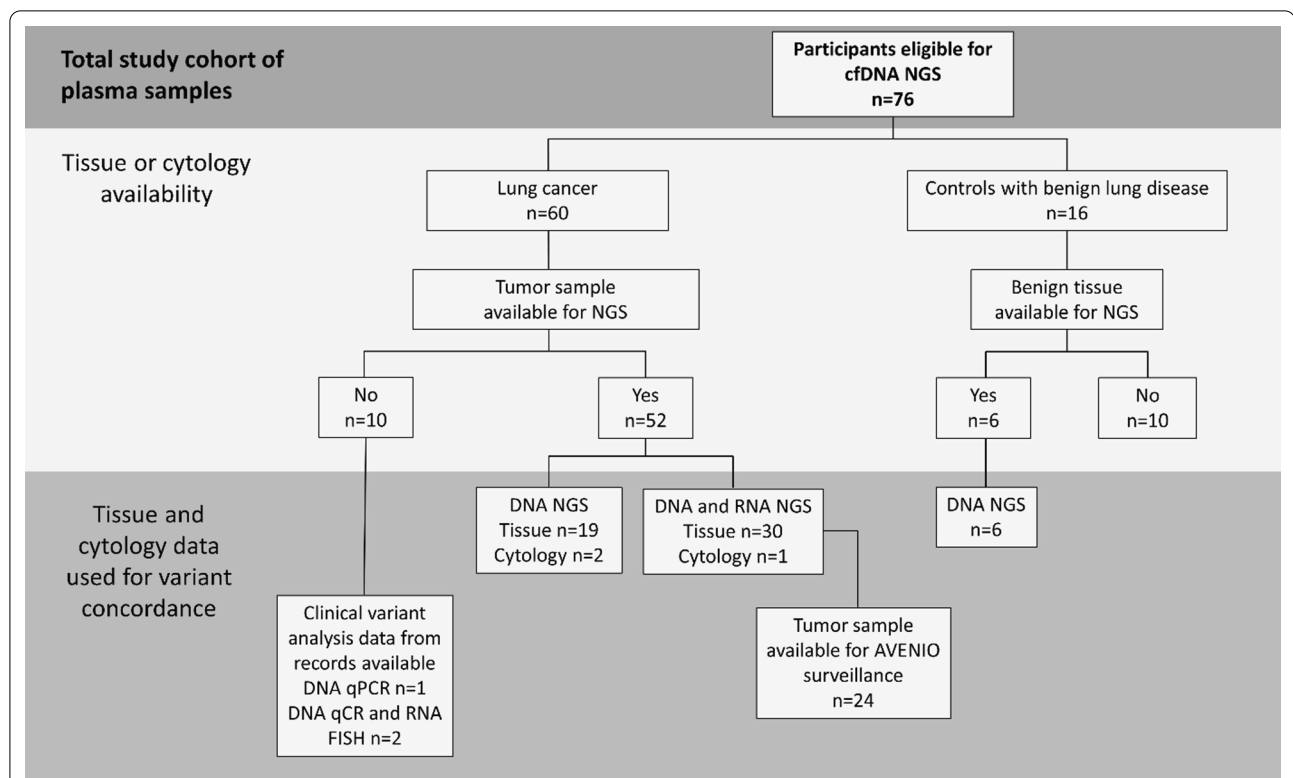 Total study cohort of
plasma samples
Participants eligible for
cfDNA NGS
n=76
Tissue or cytology
availability
Lung cancer
n=60
Controls with benign lung disease
n=16
Tumor sample
available for NGS
Benign tissue
available for NGS
No
n=10
Yes
n=52
Yes
n=6
No
n=10
Tissue and
cytology data
used for variant
concordance
DNA NGS
Tissue n=19
Cytology n=2
DNA and RNA NGS
Tissue n=30
Cytology n=1
DNA NGS
n=6
Clinical variant
analysis data from
records available
DNA qPCR n=1
DNA qCR and RNA
FISH n=2
Tumor sample
available for AVENIO
surveillance
n=24